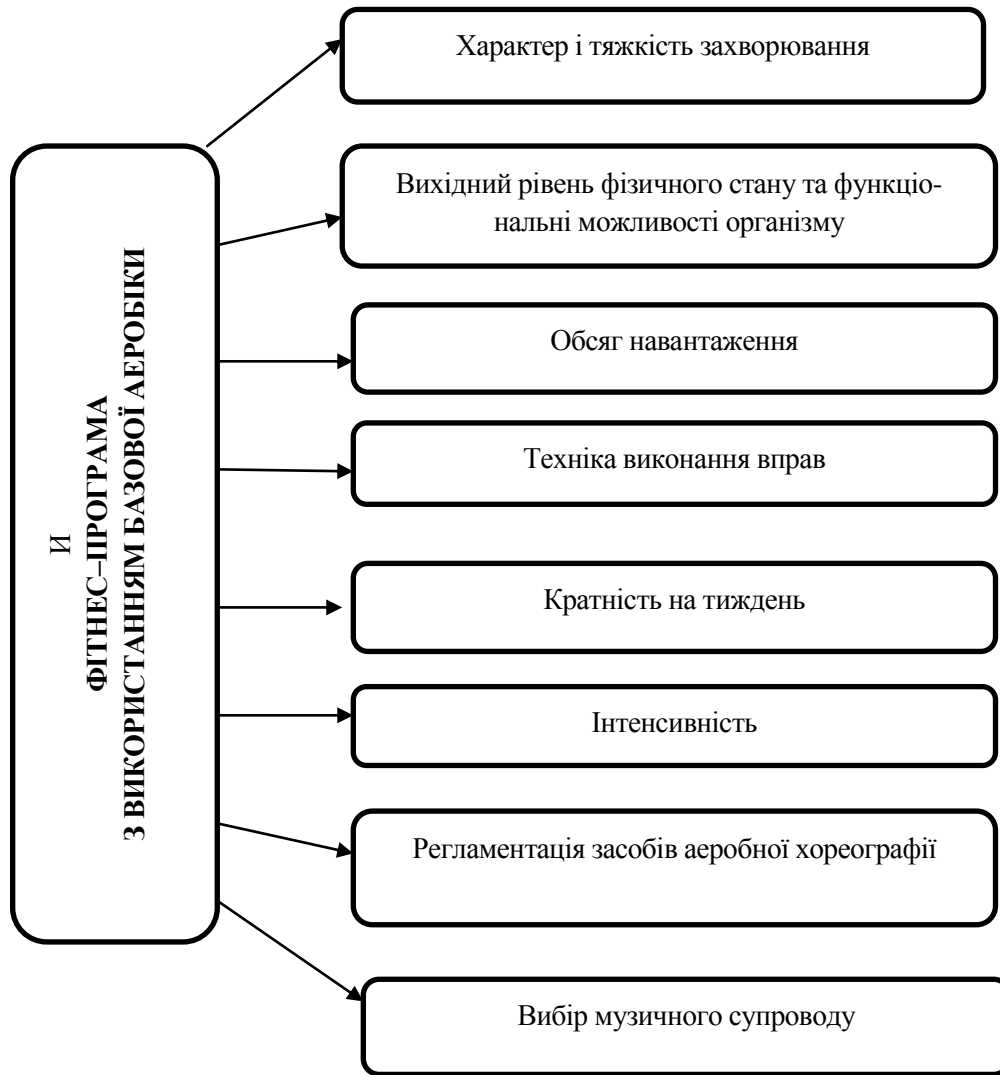 Характер і тяжкість захворювання
Вихідний рівень фізичного стану та функціо-
нальні можливості організму
Обсяг навантаження
Техніка виконання вправ
Кратність на тиждень
Інтенсивність
Регламентація засобів аеробної хореографії
Вибір музичного супроводу
И
ФІТНЕС–ПРОГРАМА
З ВИКОРИСТАННЯМ БАЗОВОЇ АЕРОБІКИ